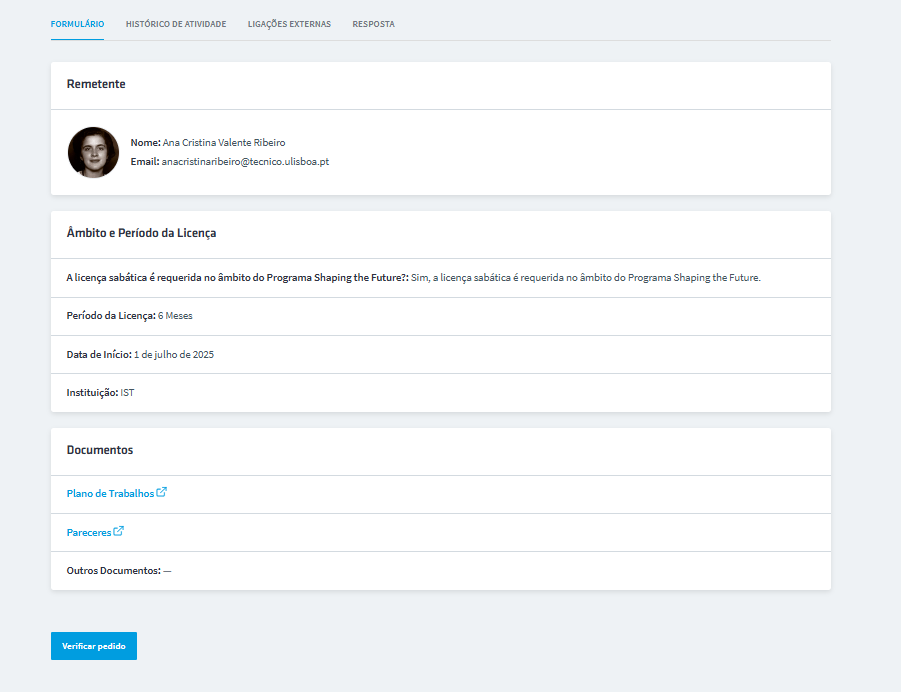 FORMULÁRIO HISTÓRICO DE ATIVIDADE LIGAÇÕES EXTERNAS RESPOSTA
Remetente
Nome: Ana Cristina Valente Ribeiro
Email: anacristinaribeiro@tecnico.ulisboa.pt
Âmbito e Período da Licença
A licença sabática é requerida no âmbito do Programa Shaping the Future?: Sim, a licença sabática é requerida no âmbito do Programa Shaping the Future.
Período da Licença: 6 Meses
Data de Início: 1 de julho de 2025
Instituição: IST
Documentos
Plano de Trabalhos
Pareceres
Outros Documentos: —
Verificar pedido